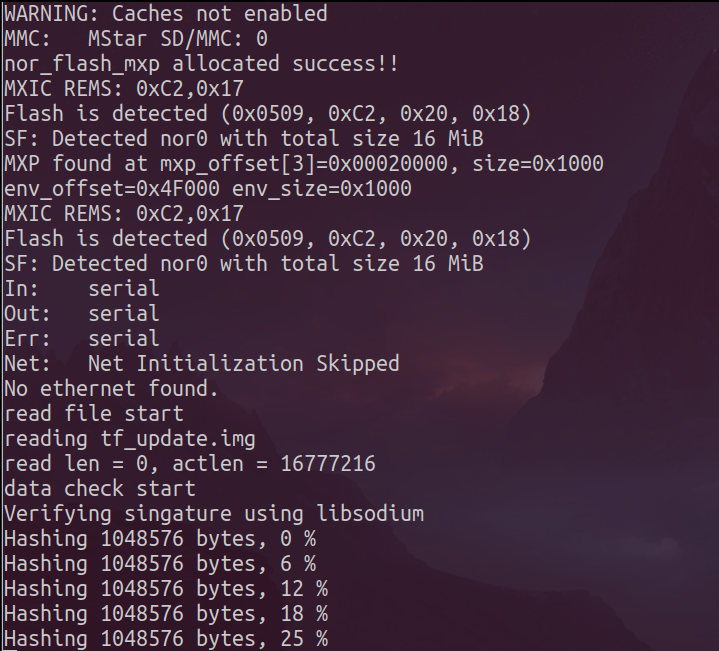 WARNING: Caches not enabled
MMC:   MStar SD/MMC: 0
nor_flash_mxp allocated success!!
MXIC REMS: 0xC2,0x17
Flash is detected (0x0509, 0xC2, 0x20, 0x18)
SF: Detected nor0 with total size 16 MiB
MXP found at mxp_offset[3]=0x00020000, size=0x1000
env_offset=0x4F000 env_size=0x1000
MXIC REMS: 0xC2,0x17
Flash is detected (0x0509, 0xC2, 0x20, 0x18)
SF: Detected nor0 with total size 16 MiB
In:    serial
Out:   serial
Err:   serial
Net:   Net Initialization Skipped
No ethernet found.
read file start
reading tf_update.img
read len = 0, actlen = 16777216
data check start
Verifying singature using libsodium
Hashing 1048576 bytes, 0 %
Hashing 1048576 bytes, 6 %
Hashing 1048576 bytes, 12 %
Hashing 1048576 bytes, 18 %
Hashing 1048576 bytes, 25 %